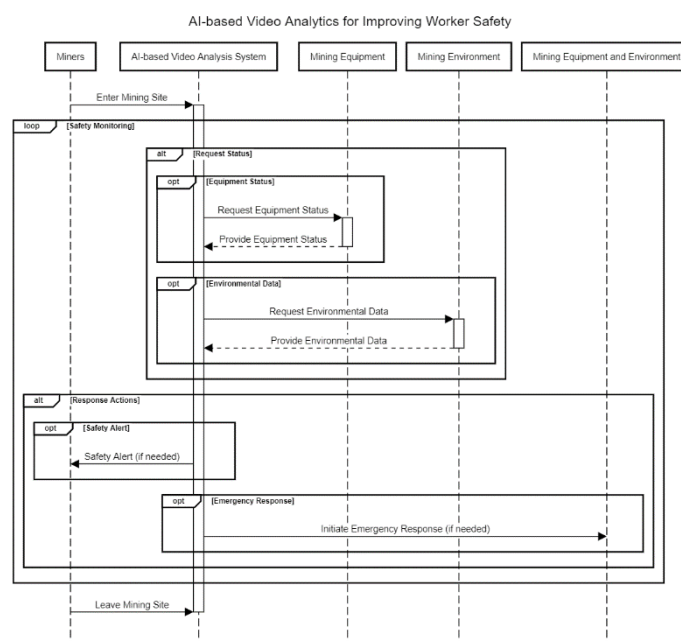 AI-based Video Analytics for Improving Worker Safety
Miners
AI-based Video Analysis System
Mining Equipment
Mining Environment
Mining Equipment and Environment
Enter Mining Site
loop [Safety Monitoring]
alt [Request Status]
opt [Equipment Status]
Request Equipment Status
Provide Equipment Status
opt [Environmental Data]
Request Environmental Data
Provide Environmental Data
alt [Response Actions]
opt [Safety Alert]
Safety Alert (if needed)
opt [Emergency Response]
Initiate Emergency Response (if needed)
Leave Mining Site